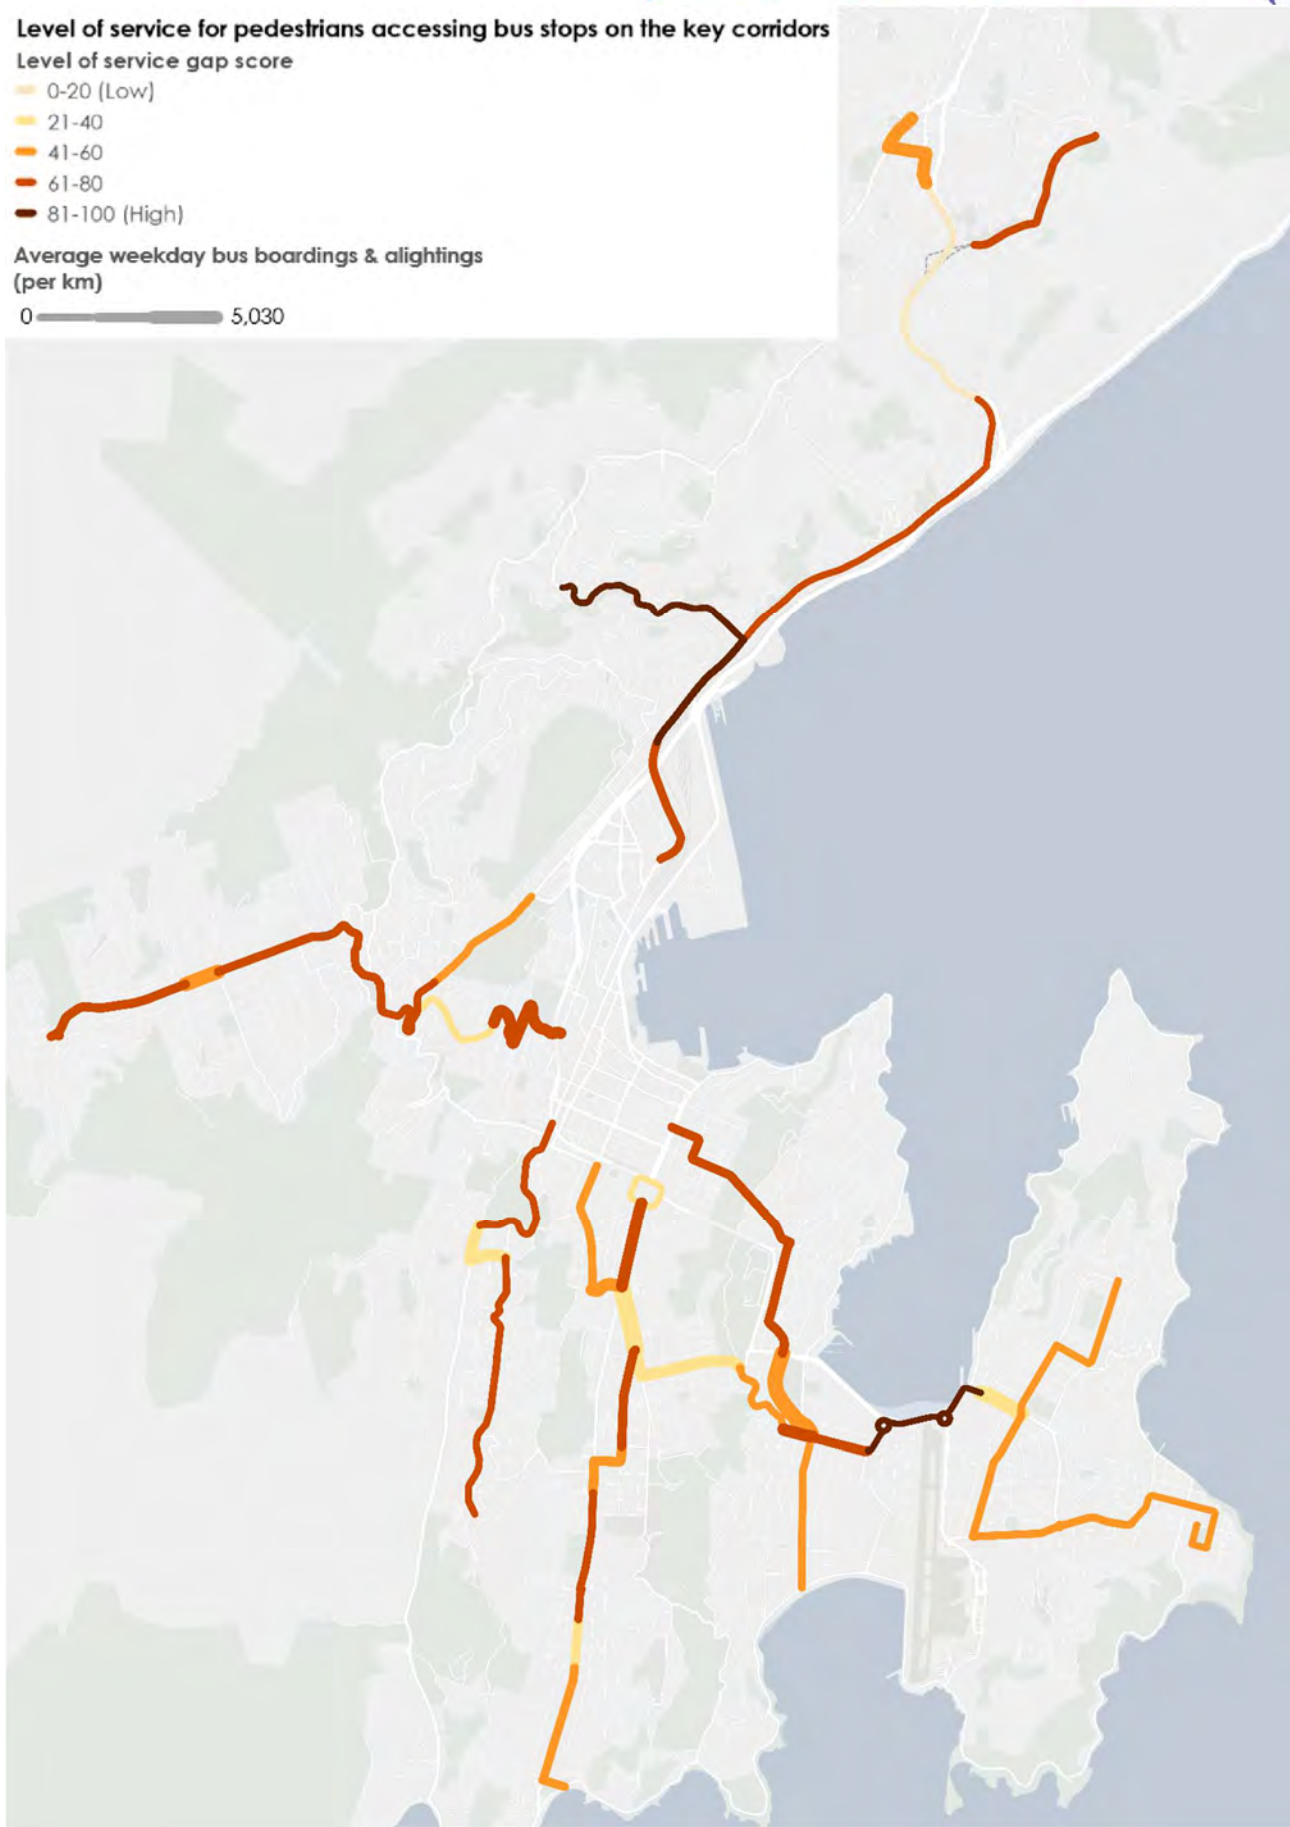 Level of service for pedestrians accessing bus stops on the key corridors
Level of service gap score
0-20 (Low)
21-40
41-60
61-80
81-100 (High)
Average weekday bus boardings & alightings
(per km)
0 5,030